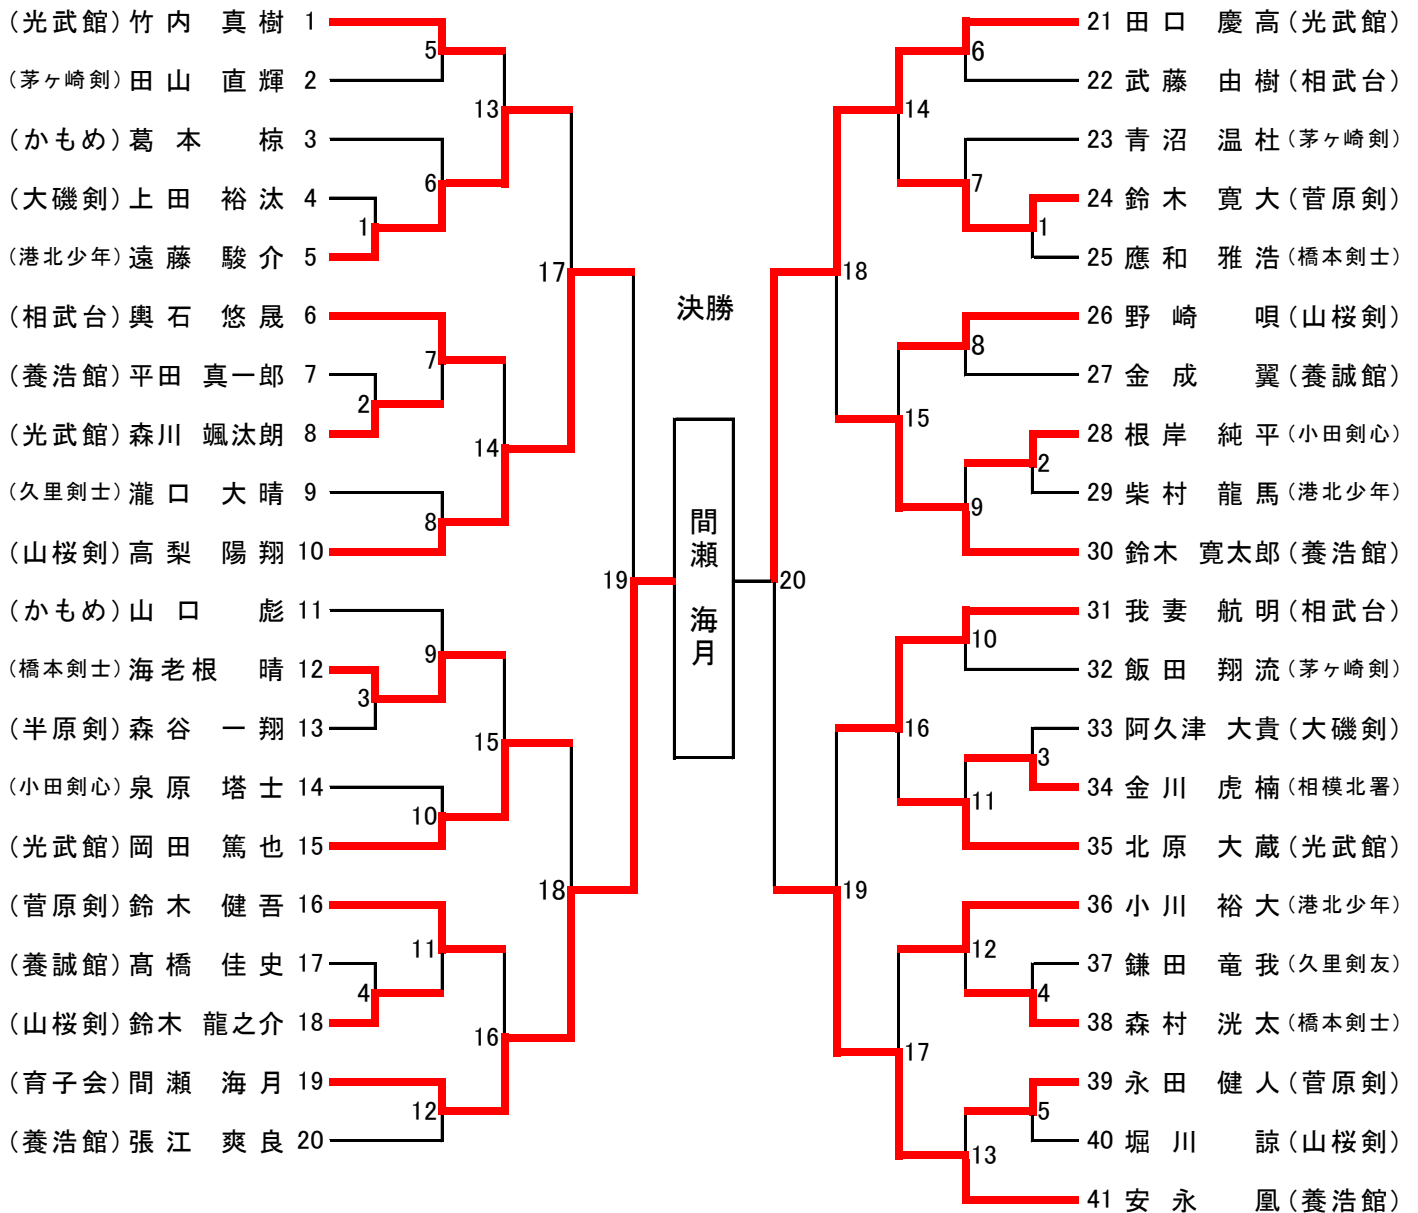 (光武館) 竹内 真樹 1
(茅ヶ崎剣) 田山 直輝 2
(かもめ) 葛本 椋 3
(大磯剣) 上田 裕汰 4
(港北少年) 遠藤 駿介 5
(相武台) 輿石 悠晟 6
(養浩館) 平田 真一郎 7
(光武館) 森川 颯汰朗 8
(久里剣士) 瀧口 大晴 9
(山桜剣) 高梨 陽翔 10
(かもめ) 山口 彪 11
(橋本剣士) 海老根 晴 12
(半原剣) 森谷 一翔 13
(小田剣心) 泉原 塔士 14
(光武館) 岡田 篤也 15
(菅原剣) 鈴木 健吾 16
(養誠館) 髙橋 佳史 17
(山桜剣) 鈴木 龍之介 18
(育子会) 間瀬 海月 19
(養浩館) 張江 爽良 20
5
13
6
1
17
7
2
14
8
19
9
3
15
10
18
11
4
16
12
決勝
間瀬 海月
20
6
14
7
1
18
8
15
2
9
10
16
3
11
19
12
4
17
5
13
21 田口 慶高 (光武館)
22 武藤 由樹 (相武台)
23 青沼 温杜 (茅ヶ崎剣)
24 鈴木 寛大 (菅原剣)
25 應和 雅浩 (橋本剣士)
26 野崎 唄 (山桜剣)
27 金成 翼 (養誠館)
28 根岸 純平 (小田剣心)
29 柴村 龍馬 (港北少年)
30 鈴木 寛太郎 (養浩館)
31 我妻 航明 (相武台)
32 飯田 翔流 (茅ヶ崎剣)
33 阿久津 大貴 (大磯剣)
34 金川 虎楠 (相模北署)
35 北原 大蔵 (光武館)
36 小川 裕大 (港北少年)
37 鎌田 竜我 (久里剣友)
38 森村 洸太 (橋本剣士)
39 永田 健人 (菅原剣)
40 堀川 諒 (山桜剣)
41 安永 凰 (養浩館)